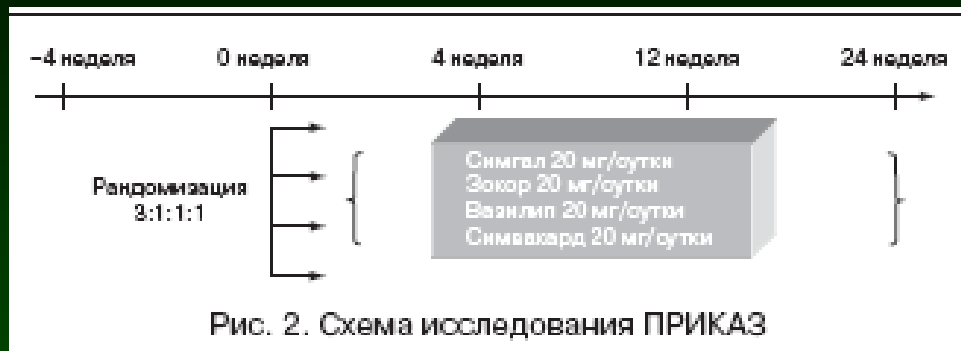 –4 неделя 0 неделя 4 неделя 12 неделя 24 неделя
Рандомизация
3:1:1:1
Симгал 20 мг/сутки
Зокор 20 мг/сутки
Вазилип 20 мг/сутки
Симвакард 20 мг/сутки
Рис. 2. Схема исследования ПРИКАЗ